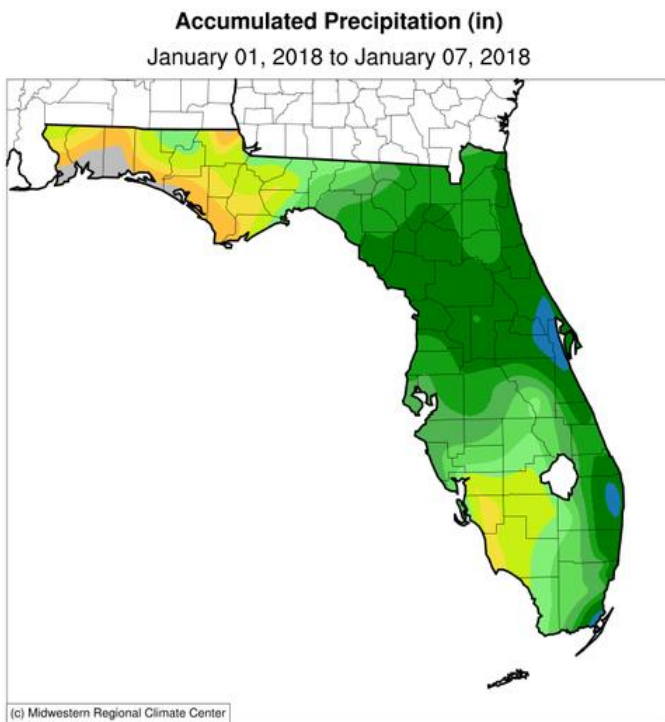 Accumulated Precipitation (in)
January 01, 2018 to January 07, 2018
(c) Midwestern Regional Climate Center